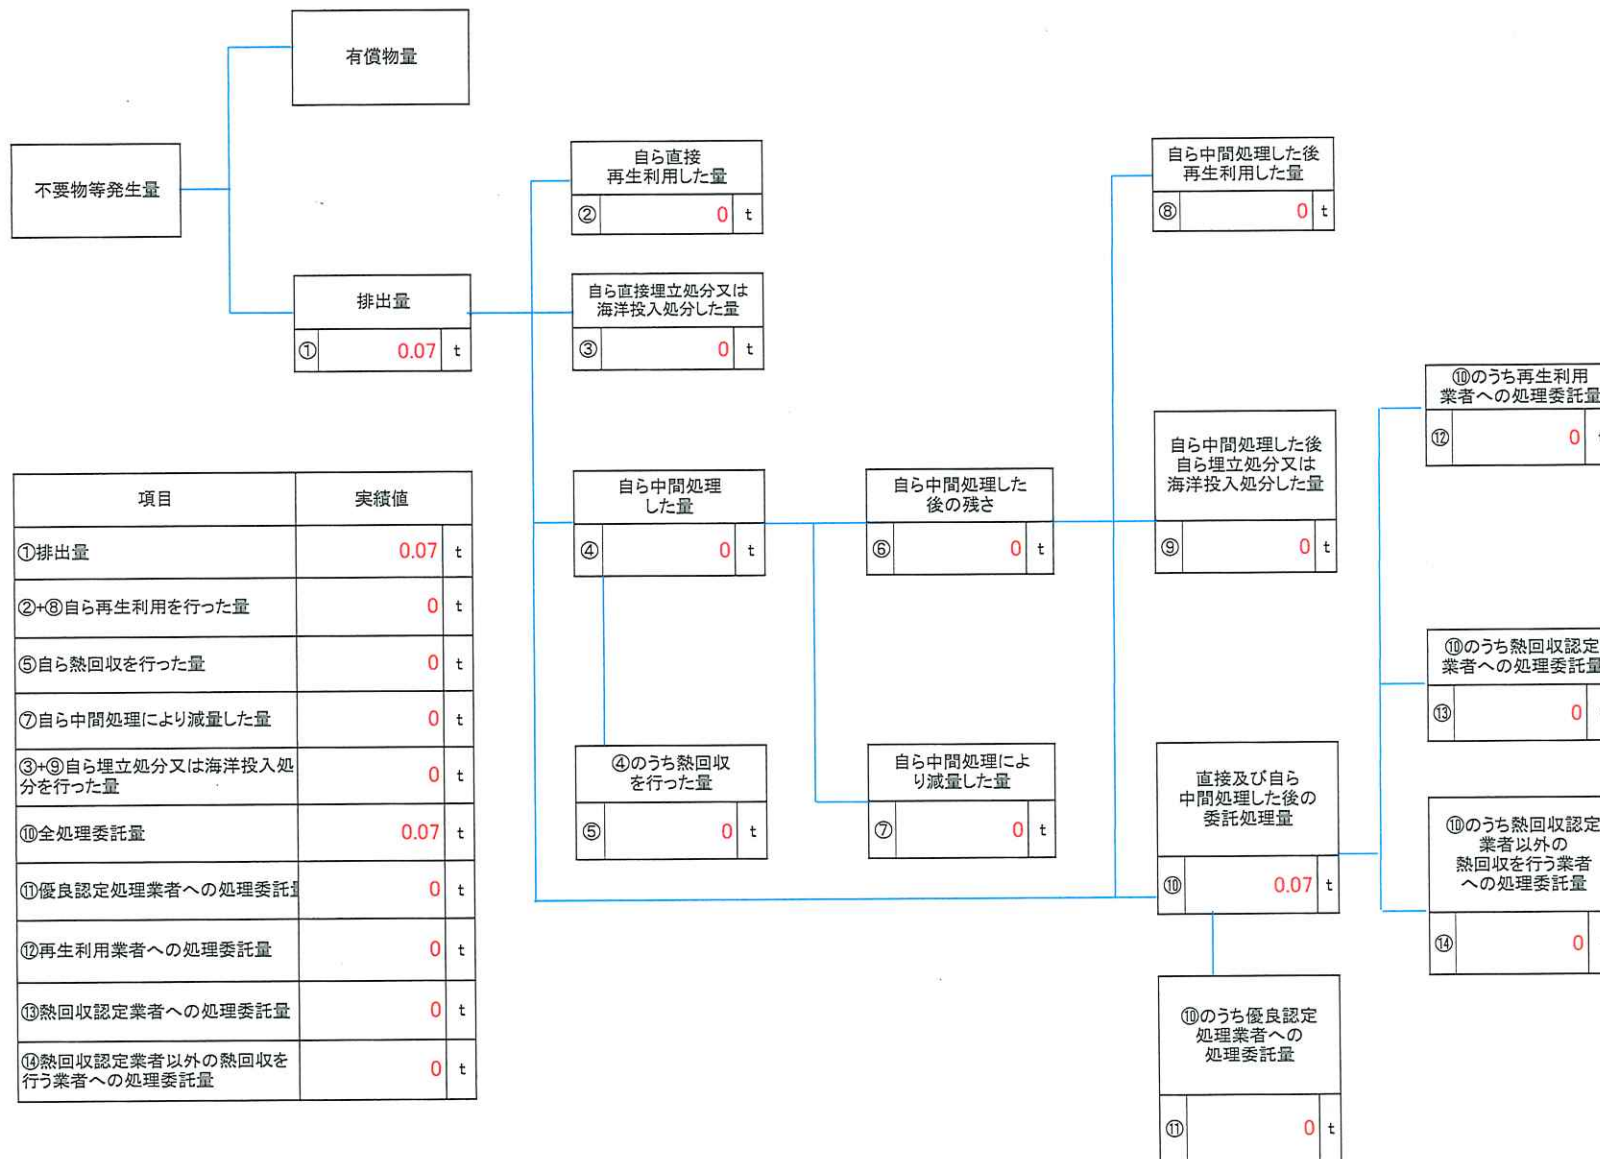 有償物量
不要物等発生量
排出量
① 0.07 t
自ら直接
再生利用した量
② 0 t
自ら直接埋立処分又は
海洋投入処分した量
③ 0 t
自ら中間処理
した量
④ 0 t
④のうち熱回収
を行った量
⑤ 0 t
自ら中間処理した
後の残さ
⑥ 0 t
自ら中間処理によ
り減量した量
⑦ 0 t
自ら中間処理した後
再生利用した量
⑧ 0 t
自ら中間処理した後
自ら埋立処分又は
海洋投入処分した量
⑨ 0 t
直接及び自ら
中間処理した後の
委託処理量
⑩ 0.07 t
⑩のうち優良認定
処理業者への
処理委託量
⑪ 0 t
⑩のうち再生利用
業者への処理委託量
⑫ 0
⑩のうち熱回収認定
業者への処理委託量
⑬ 0
⑩のうち熱回収認定
業者以外の
熱回収を行う業者
への処理委託量
⑭ 0
項目 実績値
①排出量 0.07 t
②+⑧自ら再生利用を行った量 0 t
⑤自ら熱回収を行った量 0 t
⑦自ら中間処理により減量した量 0 t
③+⑨自ら埋立処分又は海洋投入処
分を行った量 0 t
⑩全処理委託量 0.07 t
⑪優良認定処理業者への処理委託 0 t
⑫再生利用業者への処理委託量 0 t
⑬熱回収認定業者への処理委託量 0 t
⑭熱回収認定業者以外の熱回収を
行う業者への処理委託量 0 t